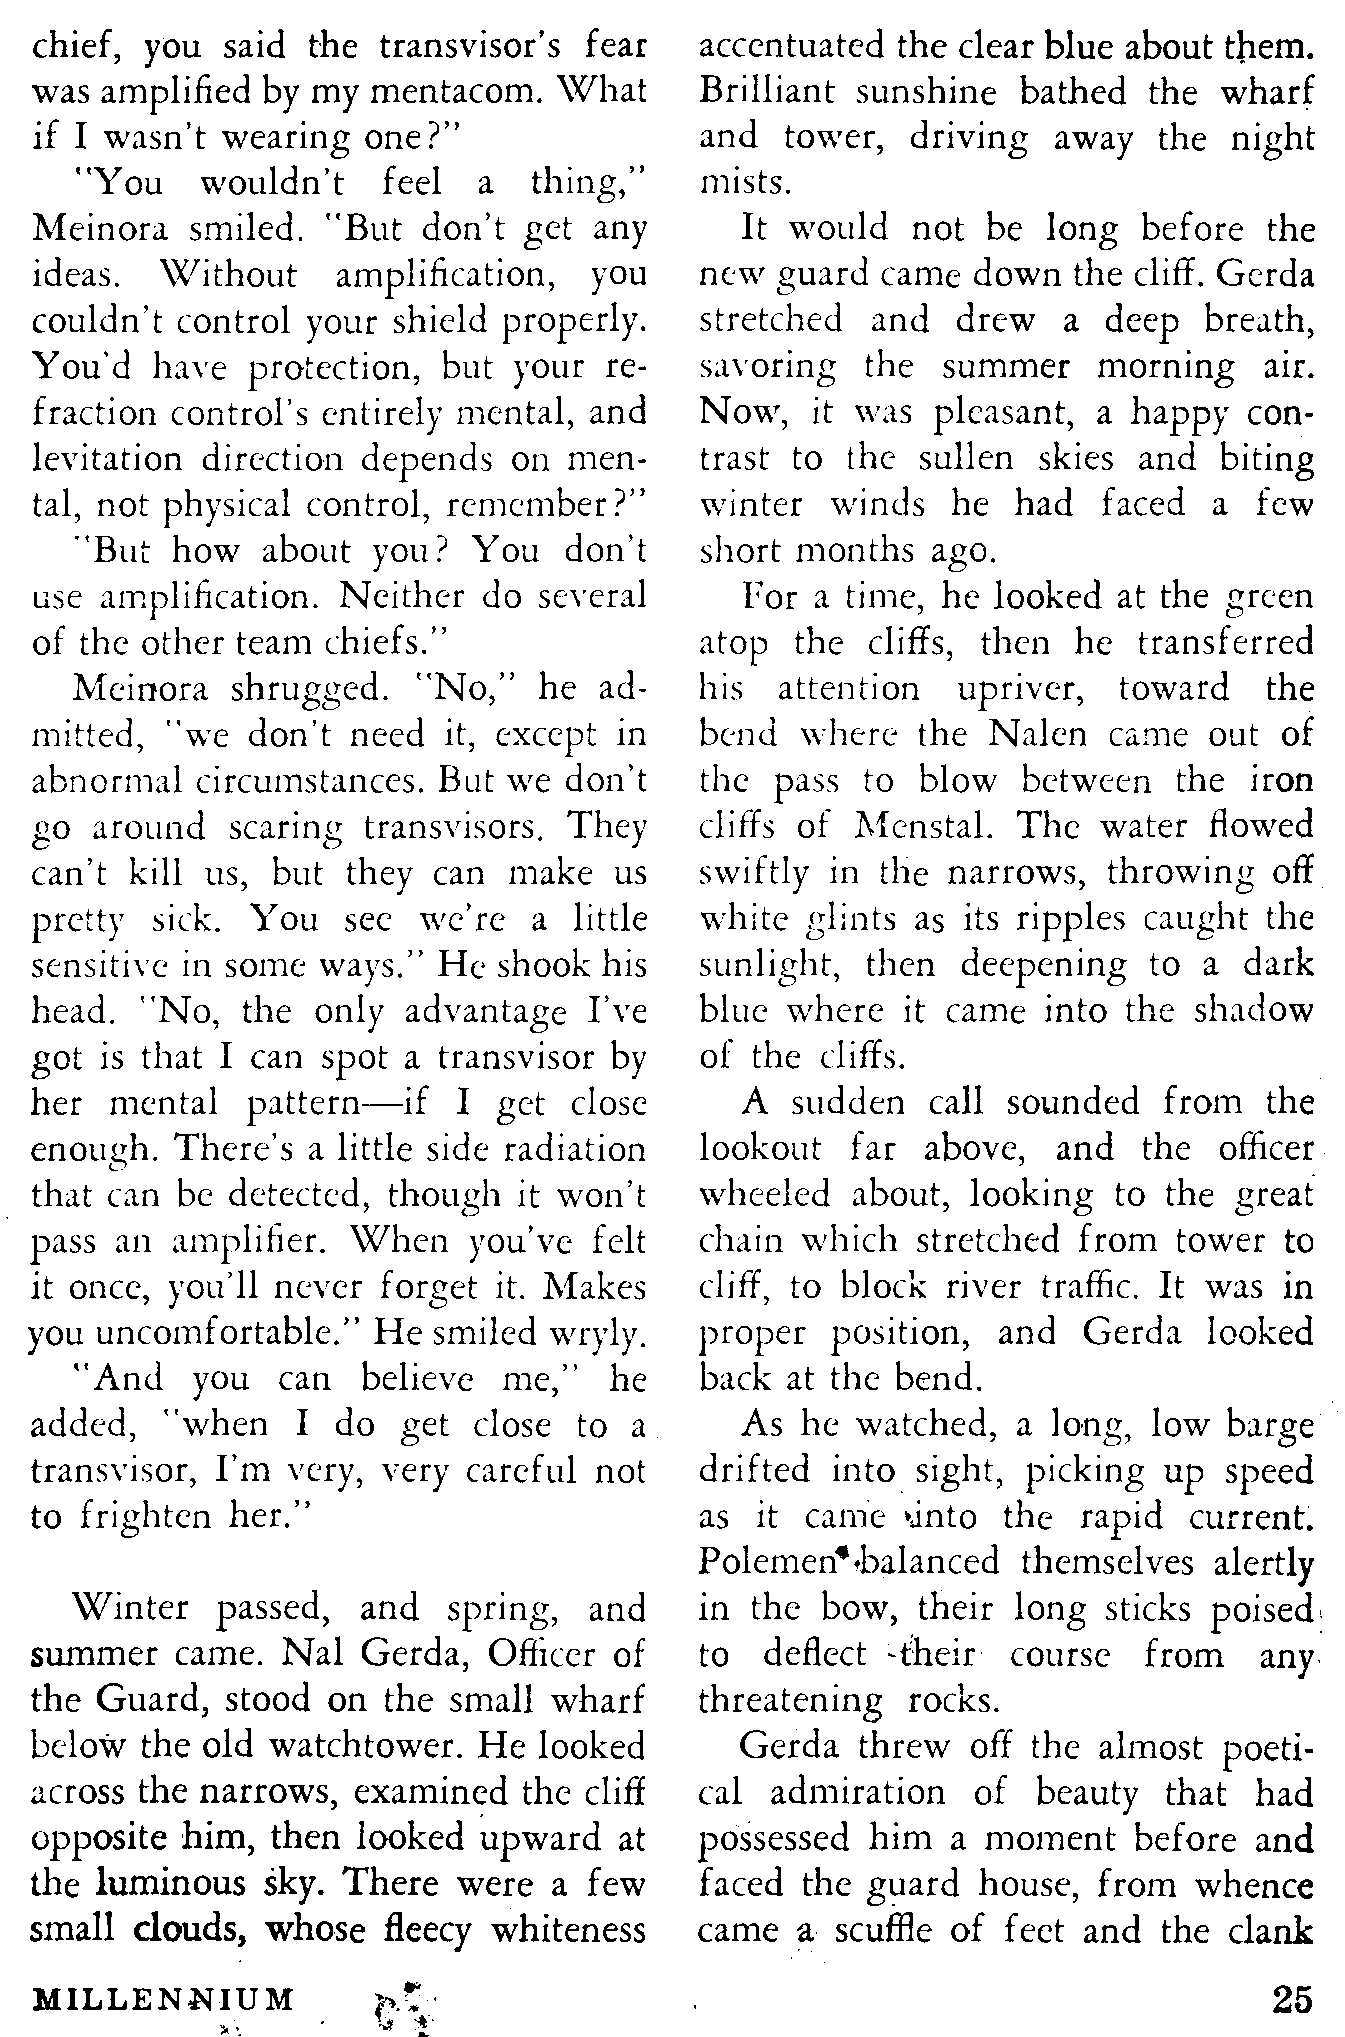 chief, you said the transvisor's fear
was amplified by my mentacom. What
if I wasn't wearing one?"
"You wouldn't feel a thing,"
Meinora smiled. "But don't get any
ideas. Without amplification, you
couldn't control your shield properly.
You'd have protection, but your re-
fraction control's entirely mental, and
levitation direction depends on men-
tal, not physical control, remember?"
"But how about you? You don't
use amplification. Neither do several
of the other team chiefs."
Meinora shrugged. "No," he ad-
mitted, "we don't need it, except in
abnormal circumstances. But we don't
go around scaring transvisors. They
can't kill us, but they can make us
pretty sick. You see we're a little
sensitive in some ways." He shook his
head. "No, the only advantage I've
got is that I can spot a transvisor by
her mental pattern—if I get close
enough. There's a little side radiation
that can be detected, though it won't
pass an amplifier. When you've felt
it once, you'll never forget it. Makes
you uncomfortable." He smiled wryly.
"And you can believe me," he
added, "when I do get close to a
transvisor, I'm very, very careful not
to frighten her."
Winter passed, and spring, and
summer came. Nal Gerda, Officer of
the Guard, stood on the small wharf
below the old watchtower. He looked
across the narrows, examined the cliff
opposite him, then looked upward at
the luminous sky. There were a few
small clouds, whose fleecy whiteness
accentuated the clear blue about them.
Brilliant sunshine bathed the wharf
and tower, driving away the night
mists.
It would not be long before the
new guard came down the cliff. Gerda
stretched and drew a deep breath,
savoring the summer morning air.
Now, it was pleasant, a happy con-
trast to the sullen skies and biting
winter winds he had faced a few
short months ago.
For a time, he looked at the green
atop the cliffs, then he transferred
his attention upriver, toward the
bend where the Nalen came out of
the pass to blow between the iron
cliffs of Menstal. The water flowed
swiftly in the narrows, throwing off
white glints as its ripples caught the
sunlight, then deepening to a dark
blue where it came into the shadow
of the cliffs.
A sudden call sounded from the
lookout far above, and the officer
wheeled about, looking to the great
chain which stretched from tower to
cliff, to block river traffic. It was in
proper position, and Gerda looked
back at the bend.
As he watched, a long, low barge
drifted into sight, picking up speed
as it came into the rapid current.
Polemen balanced themselves alertly
in the bow, their long sticks poised
to deflect their course from any
threatening rocks.
Gerda threw off the almost poeti-
cal admiration of beauty that had
possessed him a moment before and
faced the guard house, from whence
came a scuffle of feet and the clank
MILLENNIUM
25